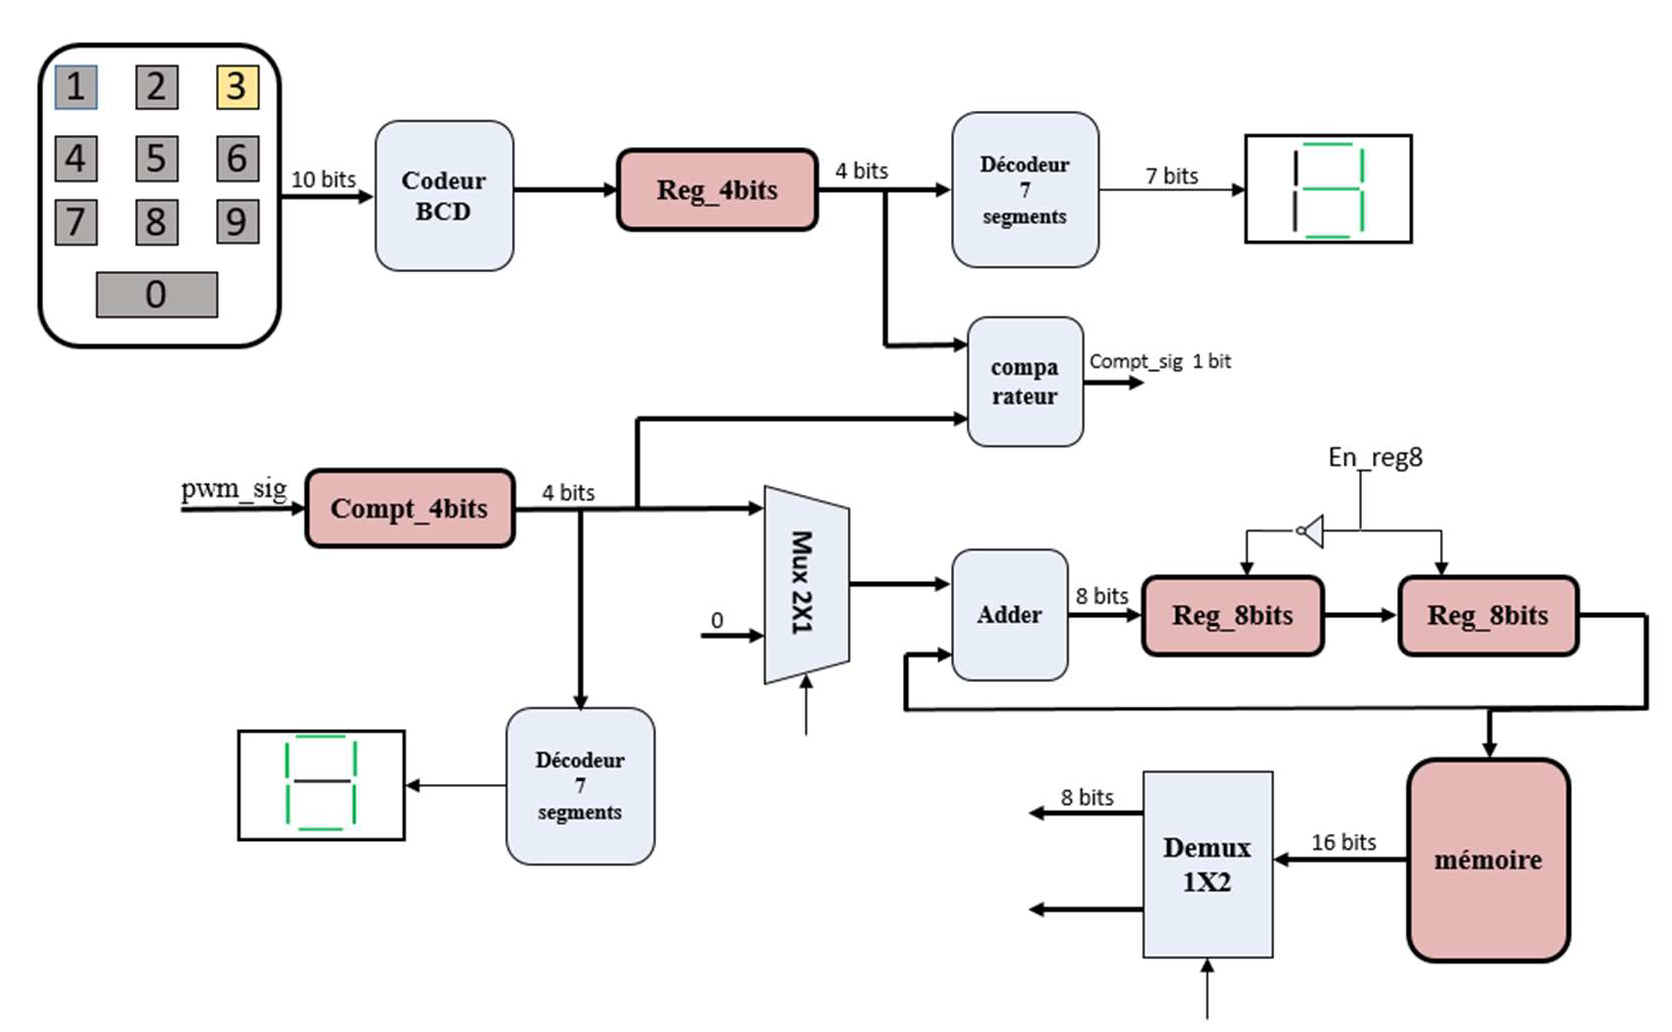 1 2 3
4 5 6
7 8 9
0
10 bits
Codeur
BCD
Reg_4bits
4 bits
Décodeur
7
segments
7 bits
compa
rateur
Compt_sig 1 bit
pwm_sig
Compt_4bits
4 bits
Mux 2X1
0
Adder
8 bits
En_reg8
Reg_8bits
Reg_8bits
Décodeur
7
segments
8 bits
Demux
1X2
16 bits
mémoire